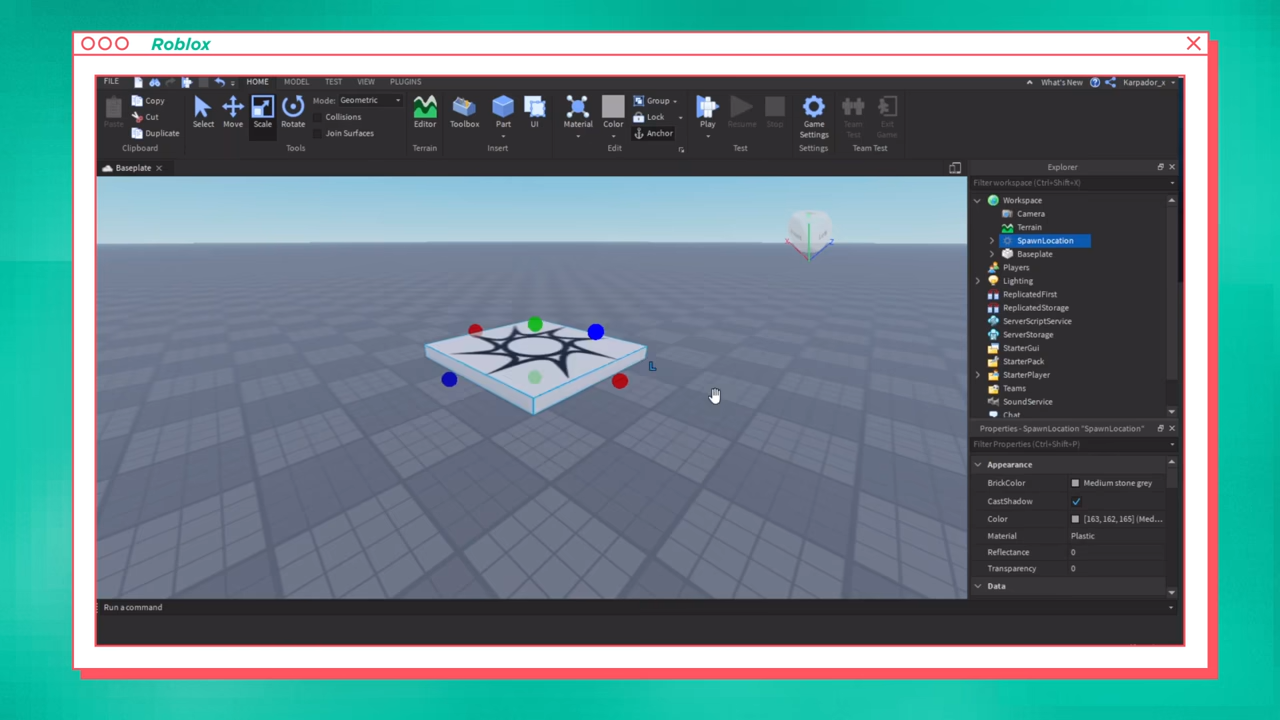 Roblox
FILE HOME MODEL TEST VIEW PLUGINS What's New Karpador_x
Paste Copy Cut Duplicate Clipboard
Select Move Scale Rotate Mode: Geometric Collisions Join Surfaces Tools
Editor Terrain
Toolbox Part UI Insert
Material Color Group Lock Anchor Edit
Play Resume Stop Test
Game Settings Settings
Team Test Exit Game Team Test
Baseplate
L
Explorer
Filter workspace (Ctrl+Shift+X)
Workspace
Camera
Terrain
SpawnLocation
Baseplate
Players
Lighting
ReplicatedFirst
ReplicatedStorage
ServerScriptService
ServerStorage
StarterGui
StarterPack
StarterPlayer
Teams
SoundService
Chat
Properties - SpawnLocation "SpawnLocation"
Filter Properties (Ctrl+Shift+P)
Appearance
BrickColor Medium stone grey
CastShadow
Color [163, 162, 165] (Med...
Material Plastic
Reflectance 0
Transparency 0
Data
Run a command